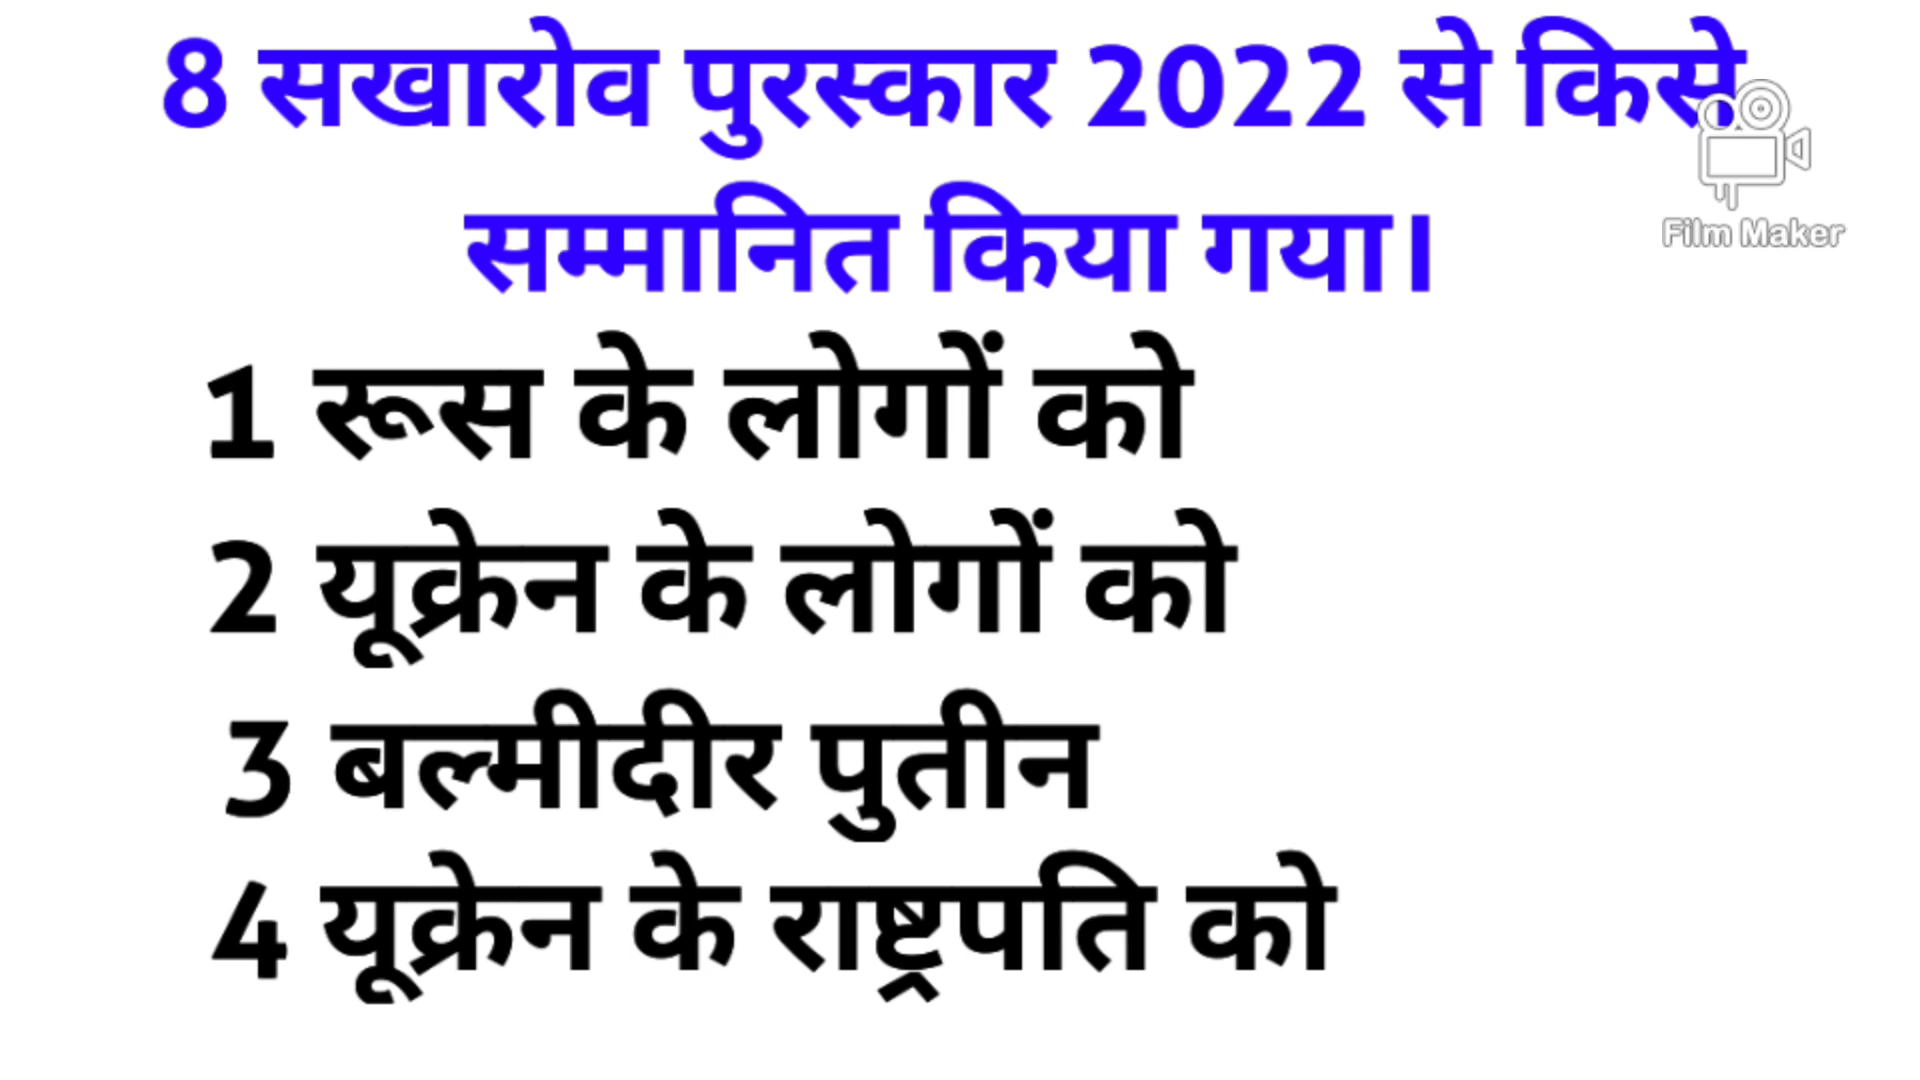 8 सखारोव पुरस्कार 2022 से किसे
सम्मानित किया गया।
Film Maker
1 रूस के लोगों को
2 यूक्रेन के लोगों को
3 बल्मीदीर पुतीन
4 यूक्रेन के राष्ट्रपति को